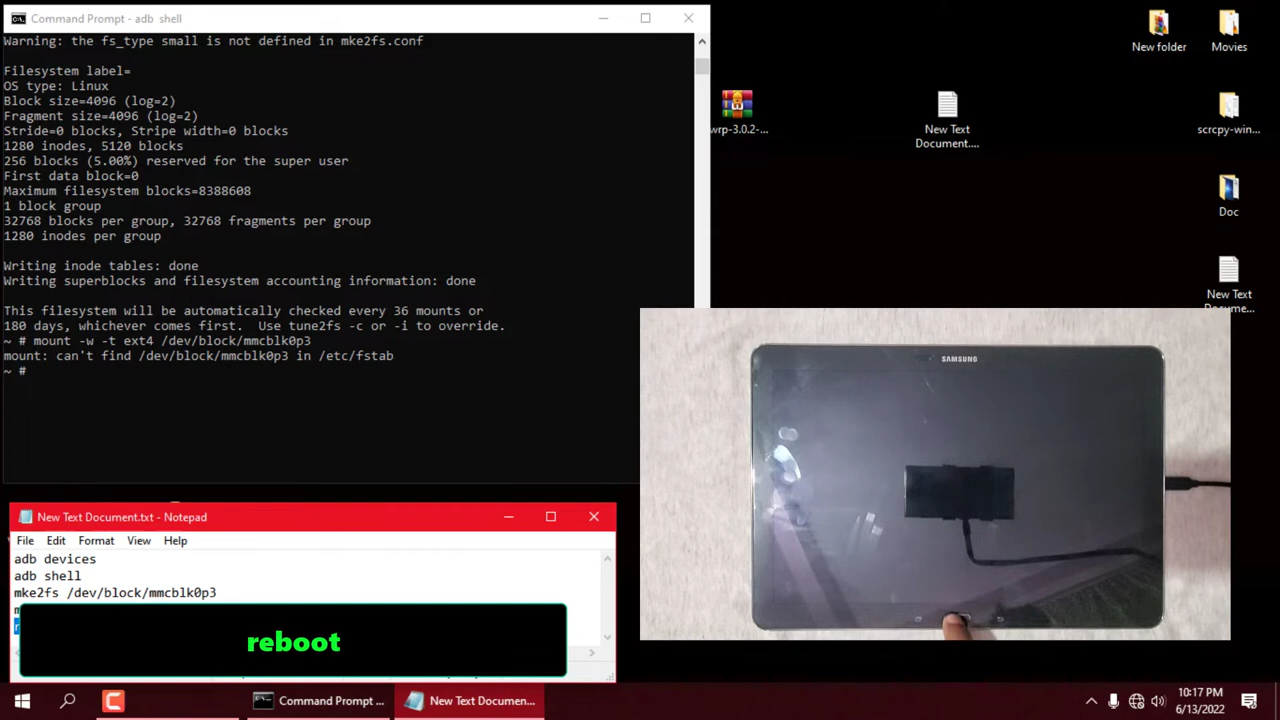 Command Prompt - adb shell
Warning: the fs_type small is not defined in mke2fs.conf
Filesystem label=
OS type: Linux
Block size=4096 (log=2)
Fragment size=4096 (log=2)
Stride=0 blocks, Stripe width=0 blocks
1280 inodes, 5120 blocks
256 blocks (5.00%) reserved for the super user
First data block=0
Maximum filesystem blocks=8388608
1 block group
32768 blocks per group, 32768 fragments per group
1280 inodes per group
Writing inode tables: done
Writing superblocks and filesystem accounting information: done
This filesystem will be automatically checked every 36 mounts or
180 days, whichever comes first. Use tune2fs -c or -i to override.
~ # mount -w -t ext4 /dev/block/mmcblk0p3
mount: can't find /dev/block/mmcblk0p3 in /etc/fstab
~ #
New folder
Movies
wrp-3.0.2-...
New Text
Document....
scrcpy-win...
Doc
New Text
Docume...
SAMSUNG
New Text Document.txt - Notepad
File Edit Format View Help
adb devices
adb shell
mke2fs /dev/block/mmcblk0p3
reboot
Command Prompt ...
New Text Document...
10:17 PM
6/13/2022